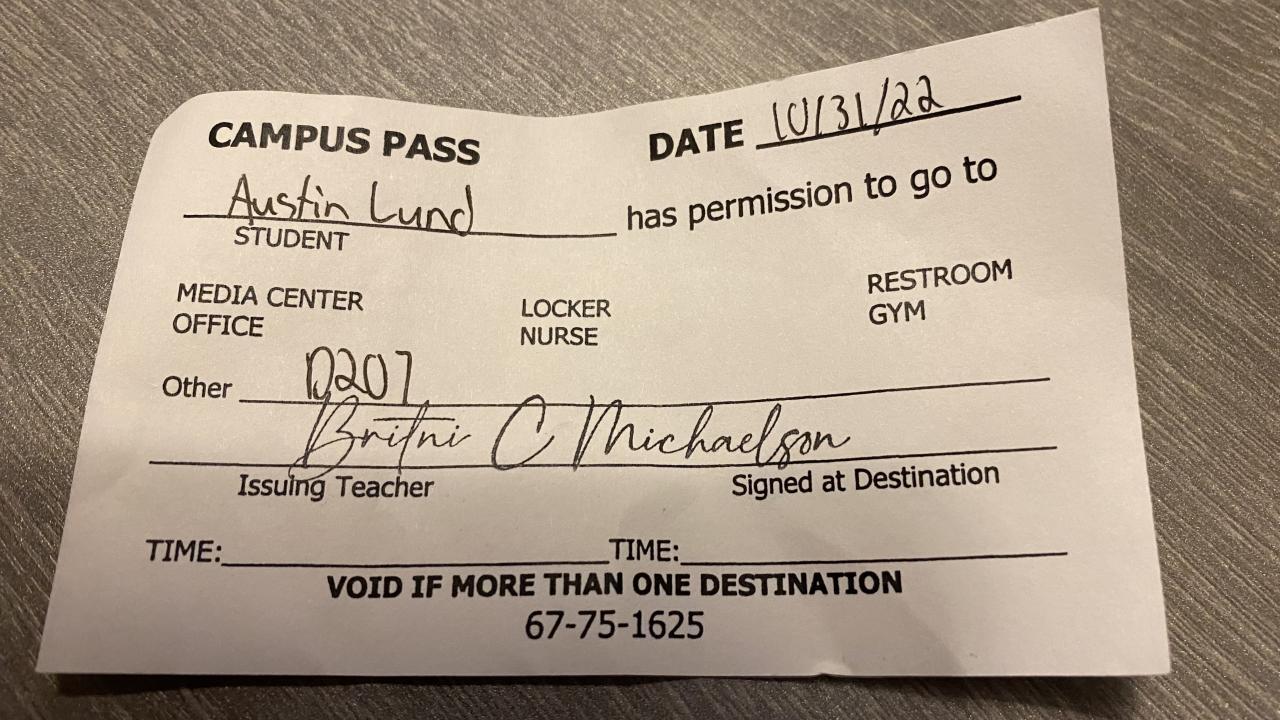 CAMPUS PASS DATE 10/31/22
Austin Lund has permission to go to
STUDENT
MEDIA CENTER LOCKER RESTROOM
OFFICE NURSE GYM
Other D207
Britni C Michaelson
Issuing Teacher Signed at Destination
TIME: TIME:
VOID IF MORE THAN ONE DESTINATION
67-75-1625